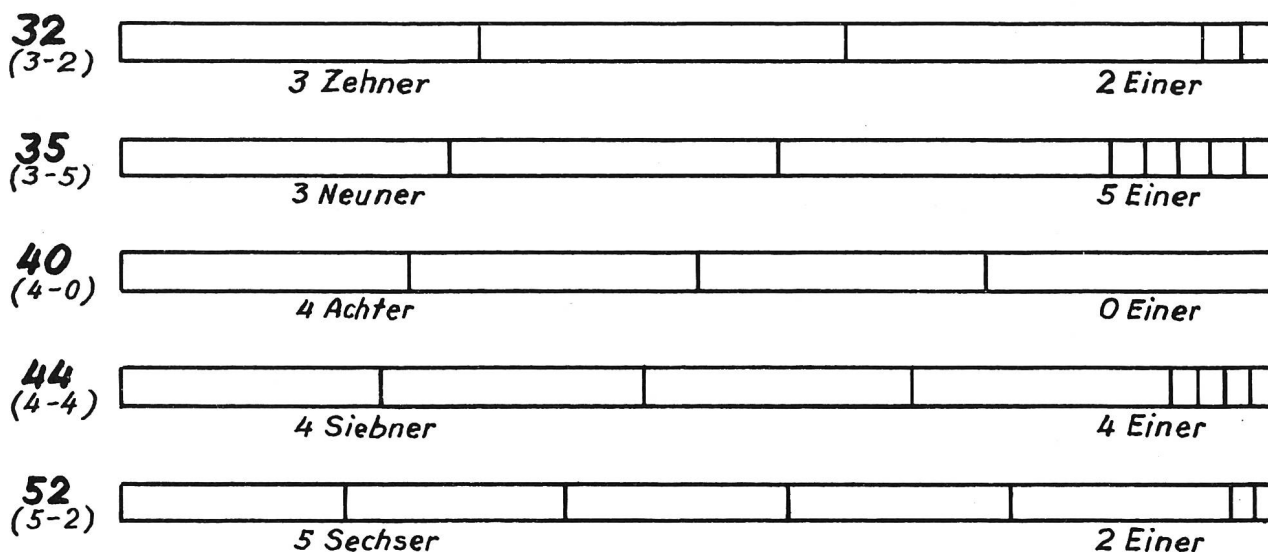 32
(3-2)
3 Zehner 2 Einer
35
(3-5)
3 Neuner 5 Einer
40
(4-0)
4 Achter 0 Einer
44
(4-4)
4 Siebner 4 Einer
52
(5-2)
5 Sechser 2 Einer